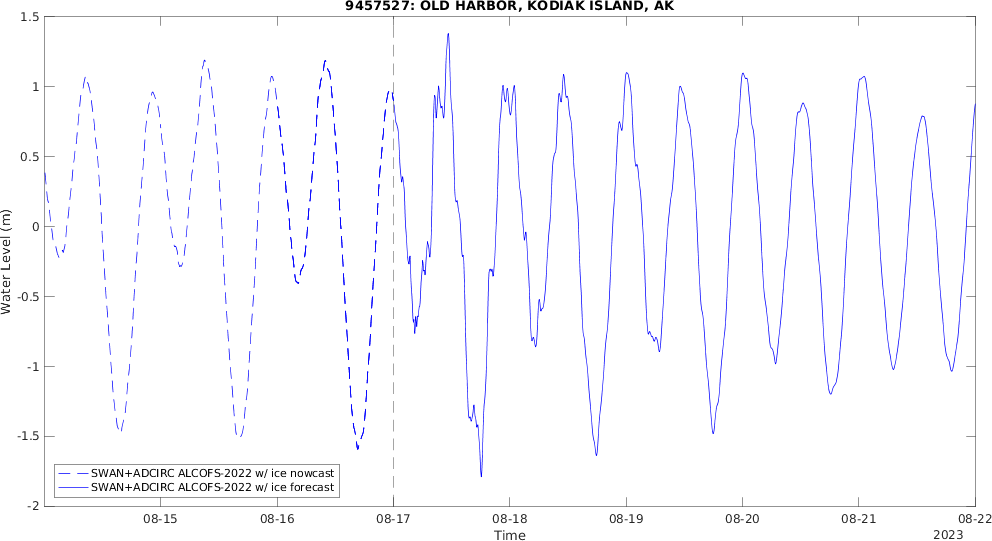 9457527: OLD HARBOR, KODIAK ISLAND, AK
1.5
1
0.5
0
-0.5
-1
-1.5
-2
Water Level (m)
SWAN+ADCIRC ALCOFS-2022 w/ ice nowcast
SWAN+ADCIRC ALCOFS-2022 w/ ice forecast
08-15 08-16 08-17 08-18 08-19 08-20 08-21 08-22
Time
2023